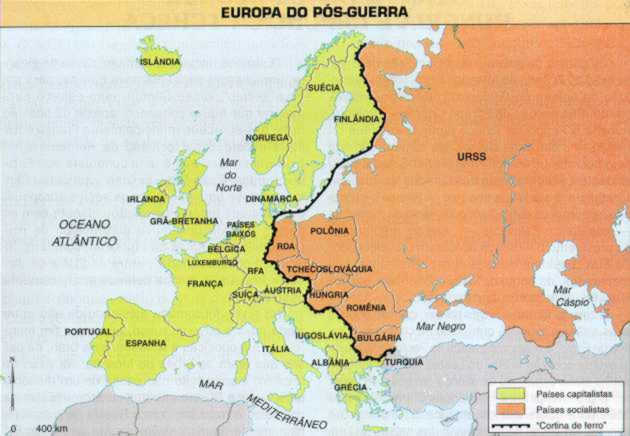 EUROPA DO PÓS-GUERRA
ISLÂNDIA
SUÉCIA
FINLÂNDIA
NORUEGA
URSS
Mar
do
Norte
DINAMARCA
IRLANDA
GRÃ-BRETANHA
OCEANO
ATLÂNTICO
PAÍSES
BAIXOS
POLÔNIA
RDA
BÉLGICA
LUXEMBURGO
RFA
TCHECOSLOVÁQUIA
FRANÇA
SUÍÇA
ÁUSTRIA
HUNGRIA
ROMÊNIA
Mar
Cáspio
PORTUGAL
ESPANHA
ITÁLIA
IUGOSLÁVIA
BULGÁRIA
Mar Negro
ALBÂNIA
TURQUIA
GRÉCIA
MAR MEDITERRÂNEO
N
0 400 km
Países capitalistas
Países socialistas
"Cortina de ferro"